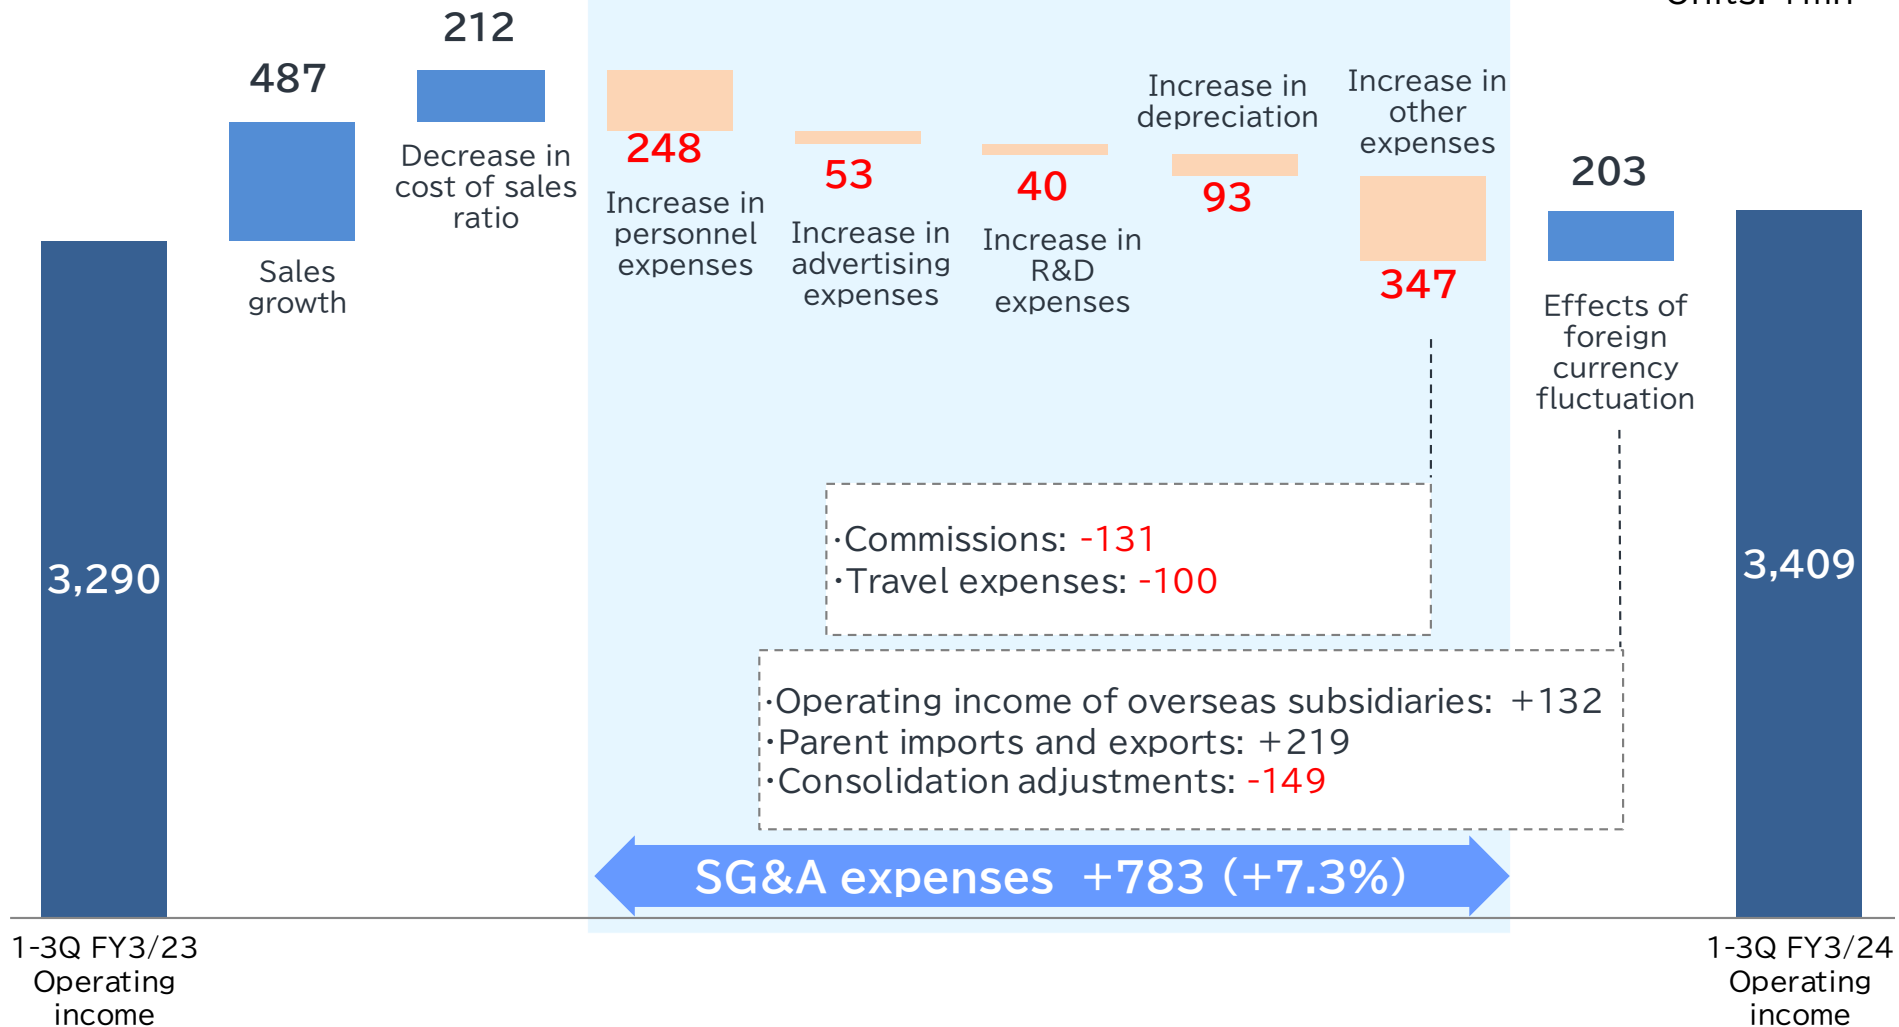 212
487
Decrease in
cost of sales
ratio
Sales
growth
248
Increase in
personnel
expenses
53
Increase in
advertising
expenses
40
Increase in
R&D
expenses
Increase in
depreciation
93
Increase in
other
expenses
347
203
Effects of
foreign
currency
fluctuation
3,290
3,409
·Commissions: -131
·Travel expenses: -100
·Operating income of overseas subsidiaries: +132
·Parent imports and exports: +219
·Consolidation adjustments: -149
SG&A expenses +783 (+7.3%)
1-3Q FY3/23
Operating
income
1-3Q FY3/24
Operating
income